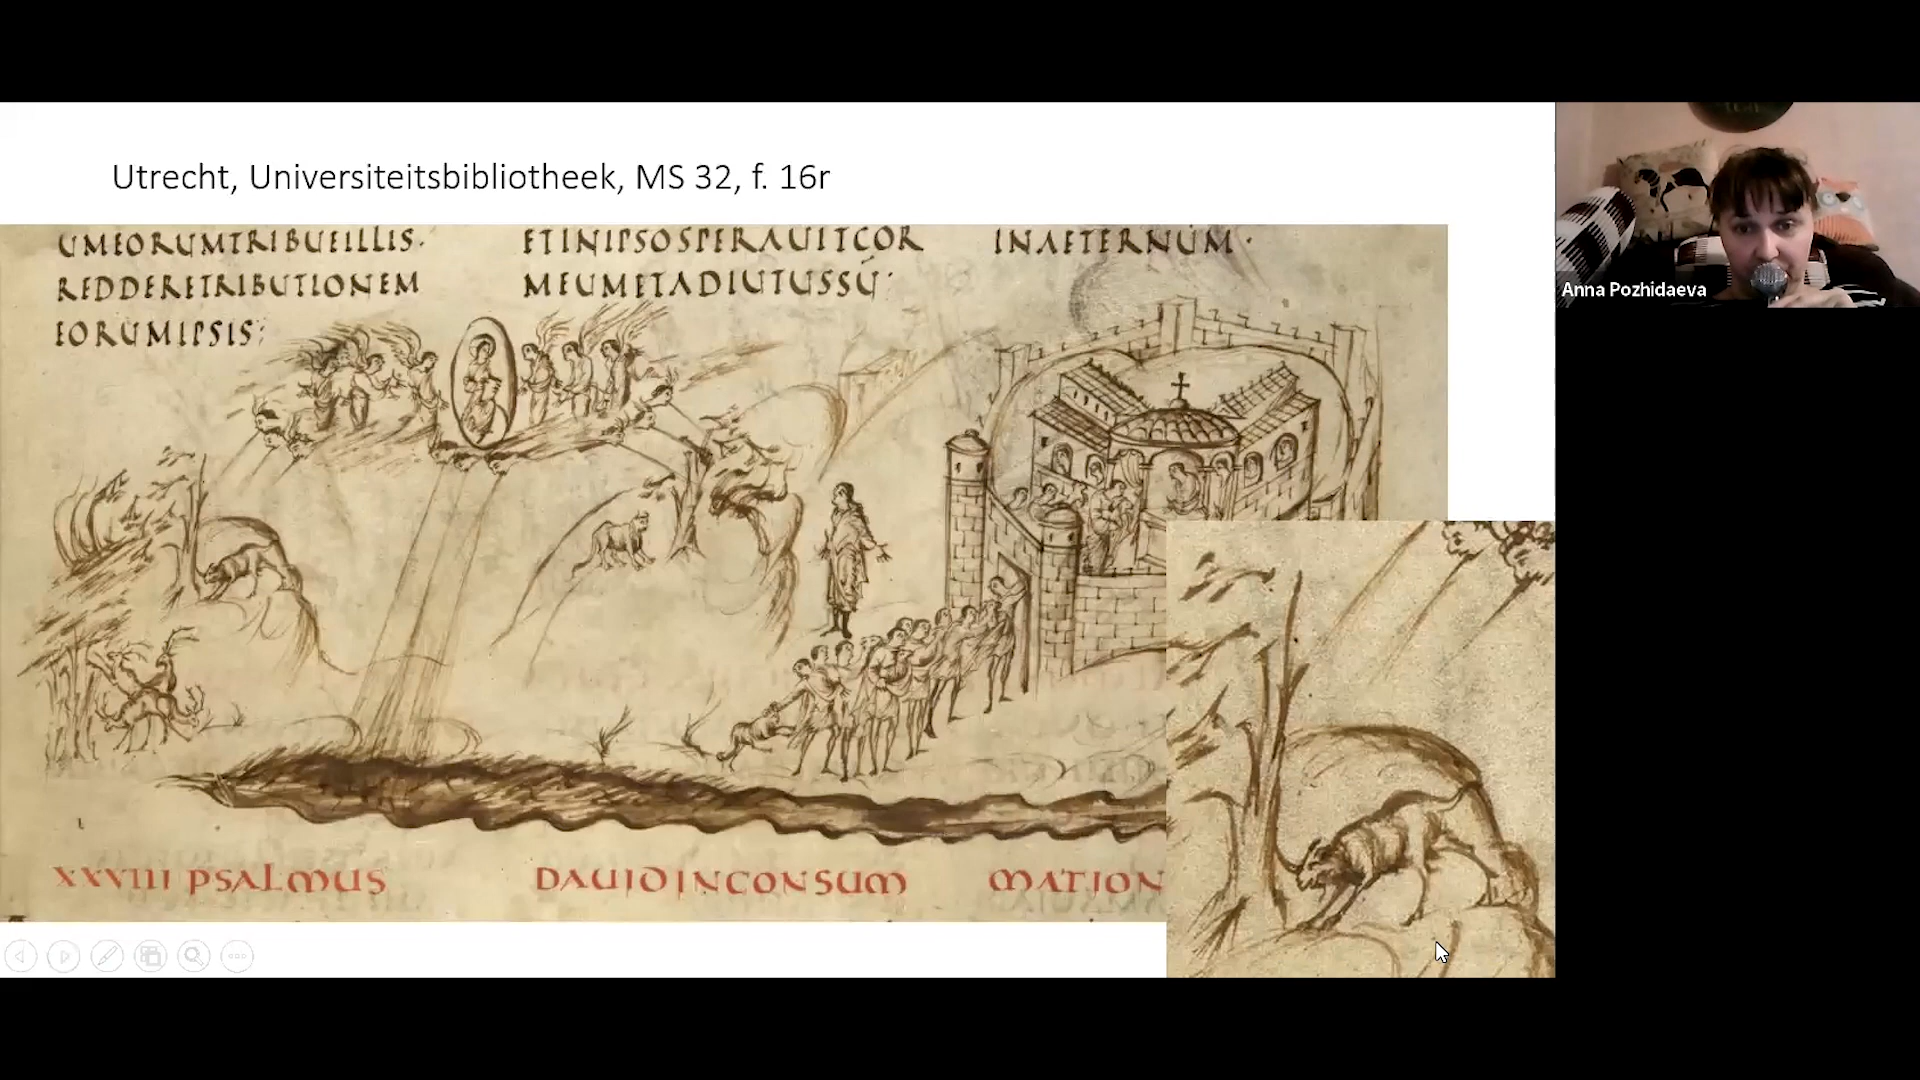 Utrecht, Universiteitsbibliotheek, MS 32, f. 16r
UMEORUMTRIBUEILLIS·
REDDERETRIBUTIONEM
EORUMIPSIS;
ETINIPSOSPERAUITCOR
MEUMETADIUTUSSU·
INAETERNUM·
XXVIII PSALMUS
DAUIDINCONSUM
MATION
Anna Pozhidaeva